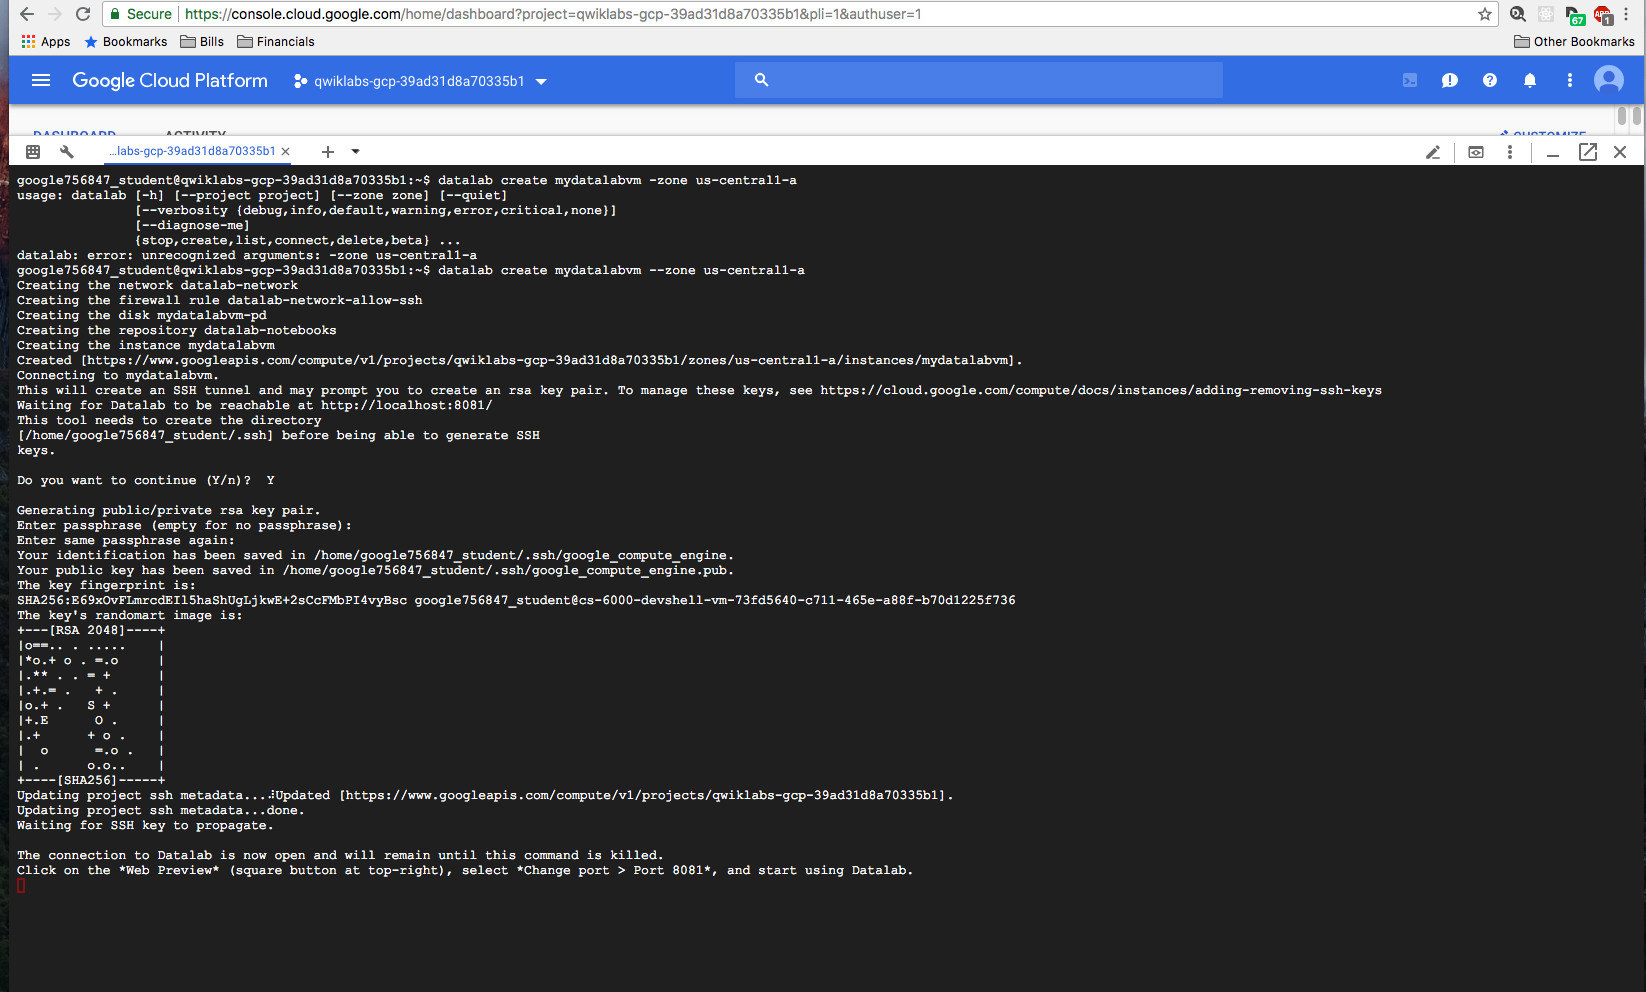 Secure https://console.cloud.google.com/home/dashboard?project=qwiklabs-gcp-39ad31d8a70335b1&pli=1&authuser=1
67
1
Apps Bookmarks Bills Financials Other Bookmarks
Google Cloud Platform qwiklabs-gcp-39ad31d8a70335b1
DASHBOARD ACTIVITY CUSTOMIZE
...labs-gcp-39ad31d8a70335b1
google756847_student@qwiklabs-gcp-39ad31d8a70335b1:~$ datalab create mydatalabvm -zone us-central1-a
usage: datalab [-h] [--project project] [--zone zone] [--quiet]
[--verbosity {debug,info,default,warning,error,critical,none}]
[--diagnose-me]
{stop,create,list,connect,delete,beta} ...
datalab: error: unrecognized arguments: -zone us-central1-a
google756847_student@qwiklabs-gcp-39ad31d8a70335b1:~$ datalab create mydatalabvm --zone us-central1-a
Creating the network datalab-network
Creating the firewall rule datalab-network-allow-ssh
Creating the disk mydatalabvm-pd
Creating the repository datalab-notebooks
Creating the instance mydatalabvm
Created [https://www.googleapis.com/compute/v1/projects/qwiklabs-gcp-39ad31d8a70335b1/zones/us-central1-a/instances/mydatalabvm].
Connecting to mydatalabvm.
This will create an SSH tunnel and may prompt you to create an rsa key pair. To manage these keys, see https://cloud.google.com/compute/docs/instances/adding-removing-ssh-keys
Waiting for Datalab to be reachable at http://localhost:8081/
This tool needs to create the directory
[/home/google756847_student/.ssh] before being able to generate SSH
keys.
Do you want to continue (Y/n)?  Y
Generating public/private rsa key pair.
Enter passphrase (empty for no passphrase):
Enter same passphrase again:
Your identification has been saved in /home/google756847_student/.ssh/google_compute_engine.
Your public key has been saved in /home/google756847_student/.ssh/google_compute_engine.pub.
The key fingerprint is:
SHA256:E69xOvFLmrcdEIl5haShUgLjkwE+2sCcFMbPI4vyBsc google756847_student@cs-6000-devshell-vm-73fd5640-c711-465e-a88f-b70d1225f736
The key's randomart image is:
+---[RSA 2048]----+
|o==.. . .....    |
|*o.+ o . =.o     |
|.** . . = +      |
|.+.= .   + .     |
|o.+ .   S +      |
|+.E      O .     |
|.+      + o .    |
|  o      =.o .   |
| .      o.o..    |
+----[SHA256]-----+
Updating project ssh metadata....⠼Updated [https://www.googleapis.com/compute/v1/projects/qwiklabs-gcp-39ad31d8a70335b1].
Updating project ssh metadata...done.
Waiting for SSH key to propagate.
The connection to Datalab is now open and will remain until this command is killed.
Click on the *Web Preview* (square button at top-right), select *Change port > Port 8081*, and start using Datalab.